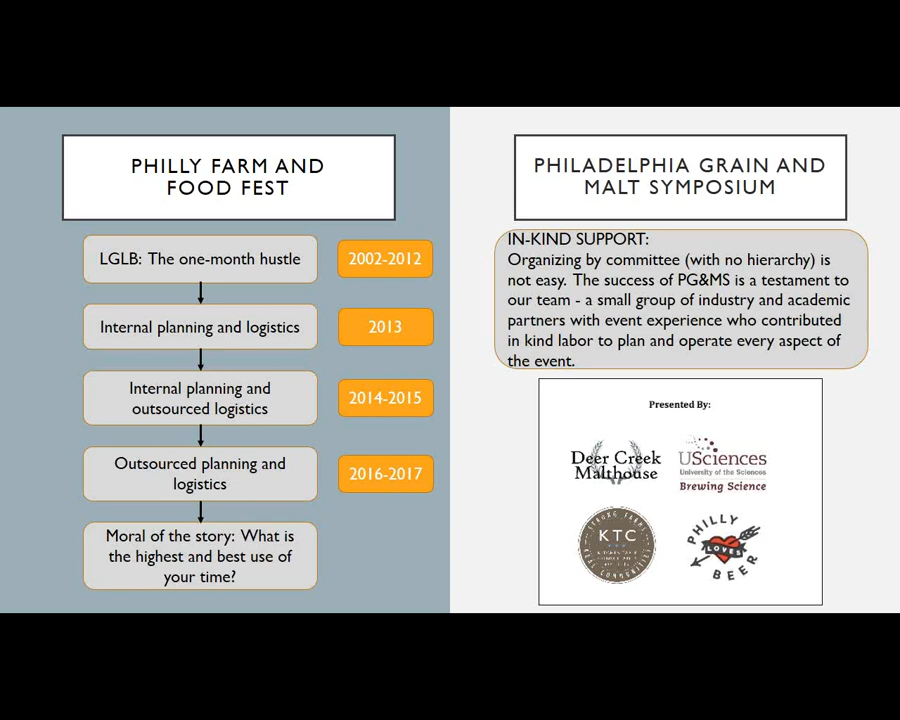 PHILLY FARM AND
FOOD FEST
LGLB: The one-month hustle
2002-2012
Internal planning and logistics
2013
Internal planning and
outsourced logistics
2014-2015
Outsourced planning and
logistics
2016-2017
Moral of the story: What is
the highest and best use of
your time?
PHILADELPHIA GRAIN AND
MALT SYMPOSIUM
IN-KIND SUPPORT:
Organizing by committee (with no hierarchy) is
not easy. The success of PG&MS is a testament to
our team - a small group of industry and academic
partners with event experience who contributed
in kind labor to plan and operate every aspect of
the event.
Presented By:
Deer Creek
Malthouse
USciences
University of the Sciences
Brewing Science
STRONG FARMS
KTC
REAL COMMUNITIES
PHILLY
LOVES
BEER